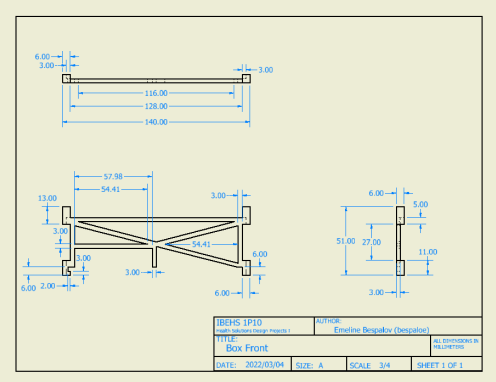 6.00
3.00
3.00
116.00
128.00
140.00
57.98
54.41
3.00
13.00
3.00
3.00
54.41
6.00
6.00
2.00
3.00
6.00
6.00
5.00
51.00
27.00
11.00
3.00
IBEHS 1P10
Health Solutions Design Projects I
AUTHOR:
Emeline Bespalov (bespaloe)
TITLE:
Box Front
ALL DIMENSIONS IN
MILLIMETERS
DATE: 2022/03/04
SIZE: A
SCALE 3/4
SHEET 1 OF 1